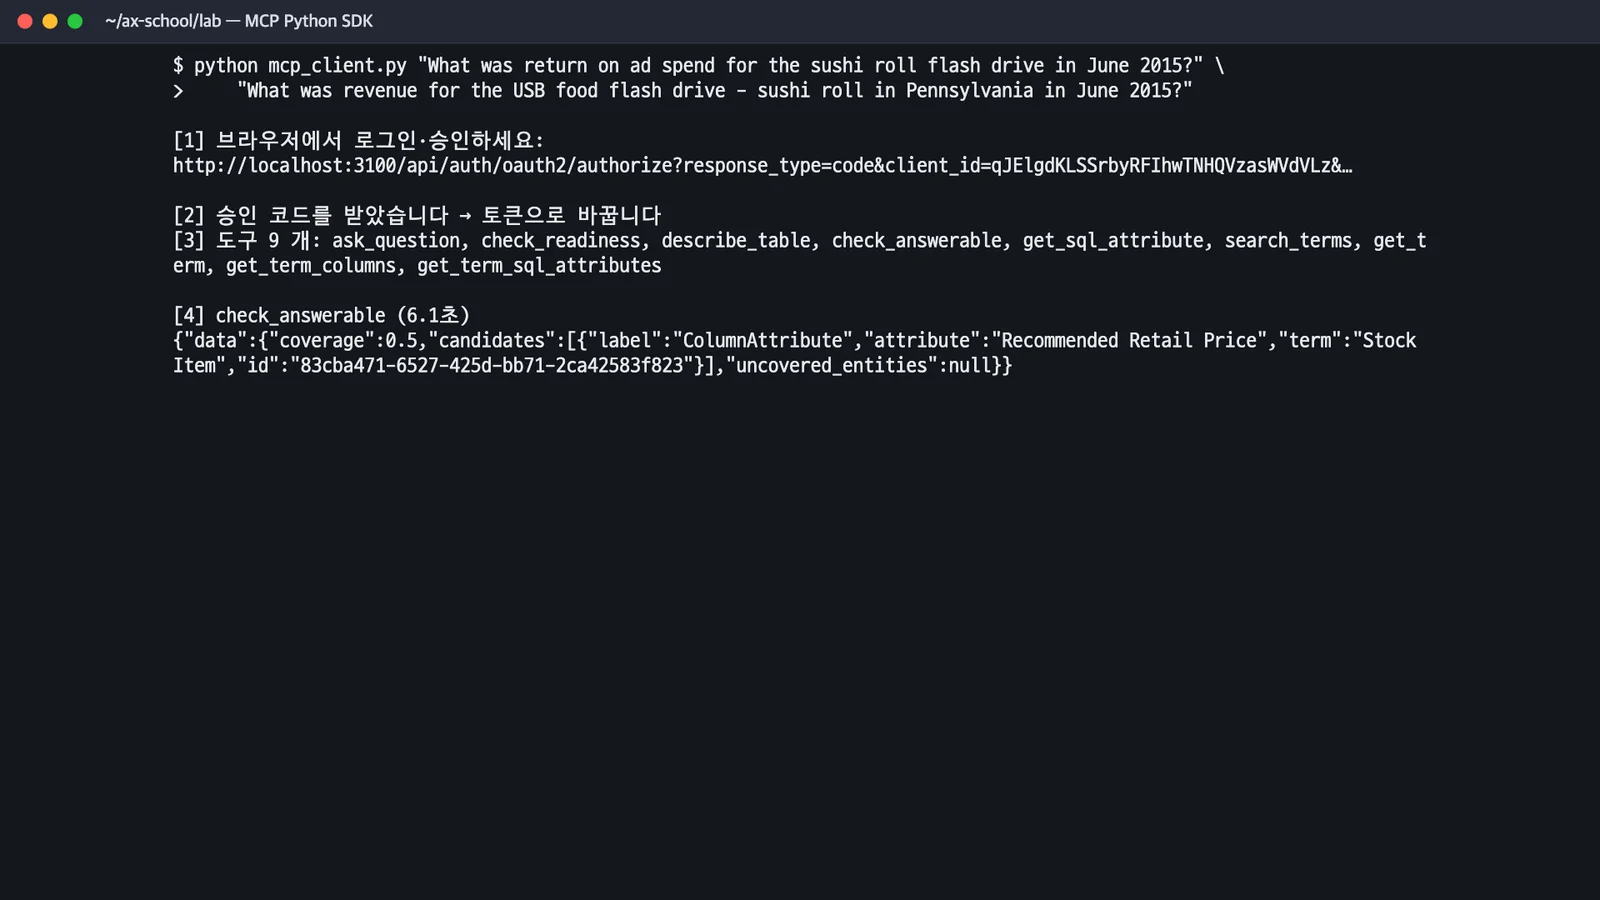 ~/ax-school/lab — MCP Python SDK
$ python mcp_client.py "What was return on ad spend for the sushi roll flash drive in June 2015?" \
>     "What was revenue for the USB food flash drive - sushi roll in Pennsylvania in June 2015?"
[1] 브라우저에서 로그인·승인하세요:
http://localhost:3100/api/auth/oauth2/authorize?response_type=code&client_id=qJElgdKLSSrbyRFIhwTNHQVzasWVdVLz&…
[2] 승인 코드를 받았습니다 → 토큰으로 바꿉니다
[3] 도구 9 개: ask_question, check_readiness, describe_table, check_answerable, get_sql_attribute, search_terms, get_t
erm, get_term_columns, get_term_sql_attributes
[4] check_answerable (6.1초)
{"data":{"coverage":0.5,"candidates":[{"label":"ColumnAttribute","attribute":"Recommended Retail Price","term":"Stock
Item","id":"83cba471-6527-425d-bb71-2ca42583f823"}],"uncovered_entities":null}}